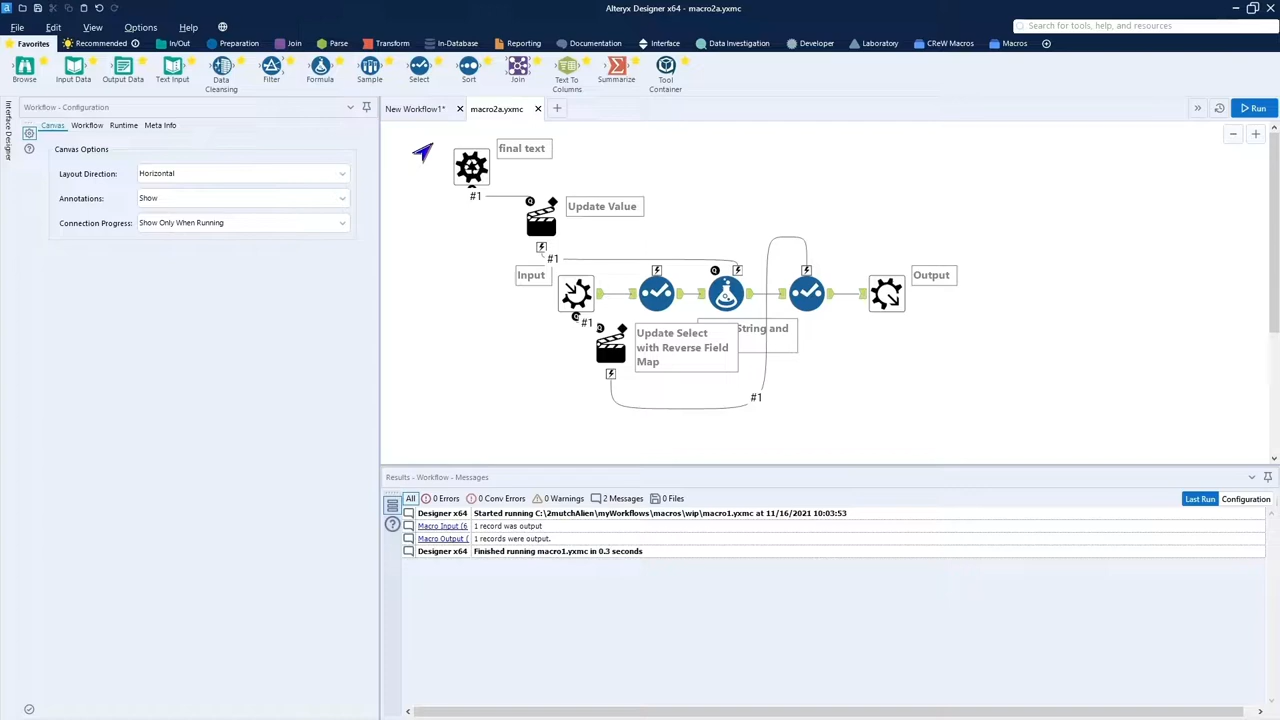 Alteryx Designer x64 - macro2a.yxmc
File Edit View Options Help
Search for tools, help, and resources
Favorites Recommended In/Out Preparation Join Parse Transform In-Database Reporting Documentation Interface Data Investigation Developer Laboratory CReW Macros Macros
Browse Input Data Output Data Text Input Data Cleansing Filter Formula Sample Select Sort Join Text To Columns Summarize Tool Container
Interface Designer
Workflow - Configuration
New Workflow1* macro2a.yxmc
Run
Canvas Workflow Runtime Meta Info
Canvas Options
Layout Direction: Horizontal
Annotations: Show
Connection Progress: Show Only When Running
final text
#1
Update Value
#1
Input
Output
#1
Update Select
with Reverse Field
Map
String and
#1
Results - Workflow - Messages
All 0 Errors 0 Conv Errors 0 Warnings 2 Messages 0 Files
Last Run Configuration
Designer x64 Started running C:\2mutchAlien\myWorkflows\macros\wip\macro1.yxmc at 11/16/2021 10:03:53
Macro Input (6 1 record was output
Macro Output ( 1 records were output.
Designer x64 Finished running macro1.yxmc in 0.3 seconds